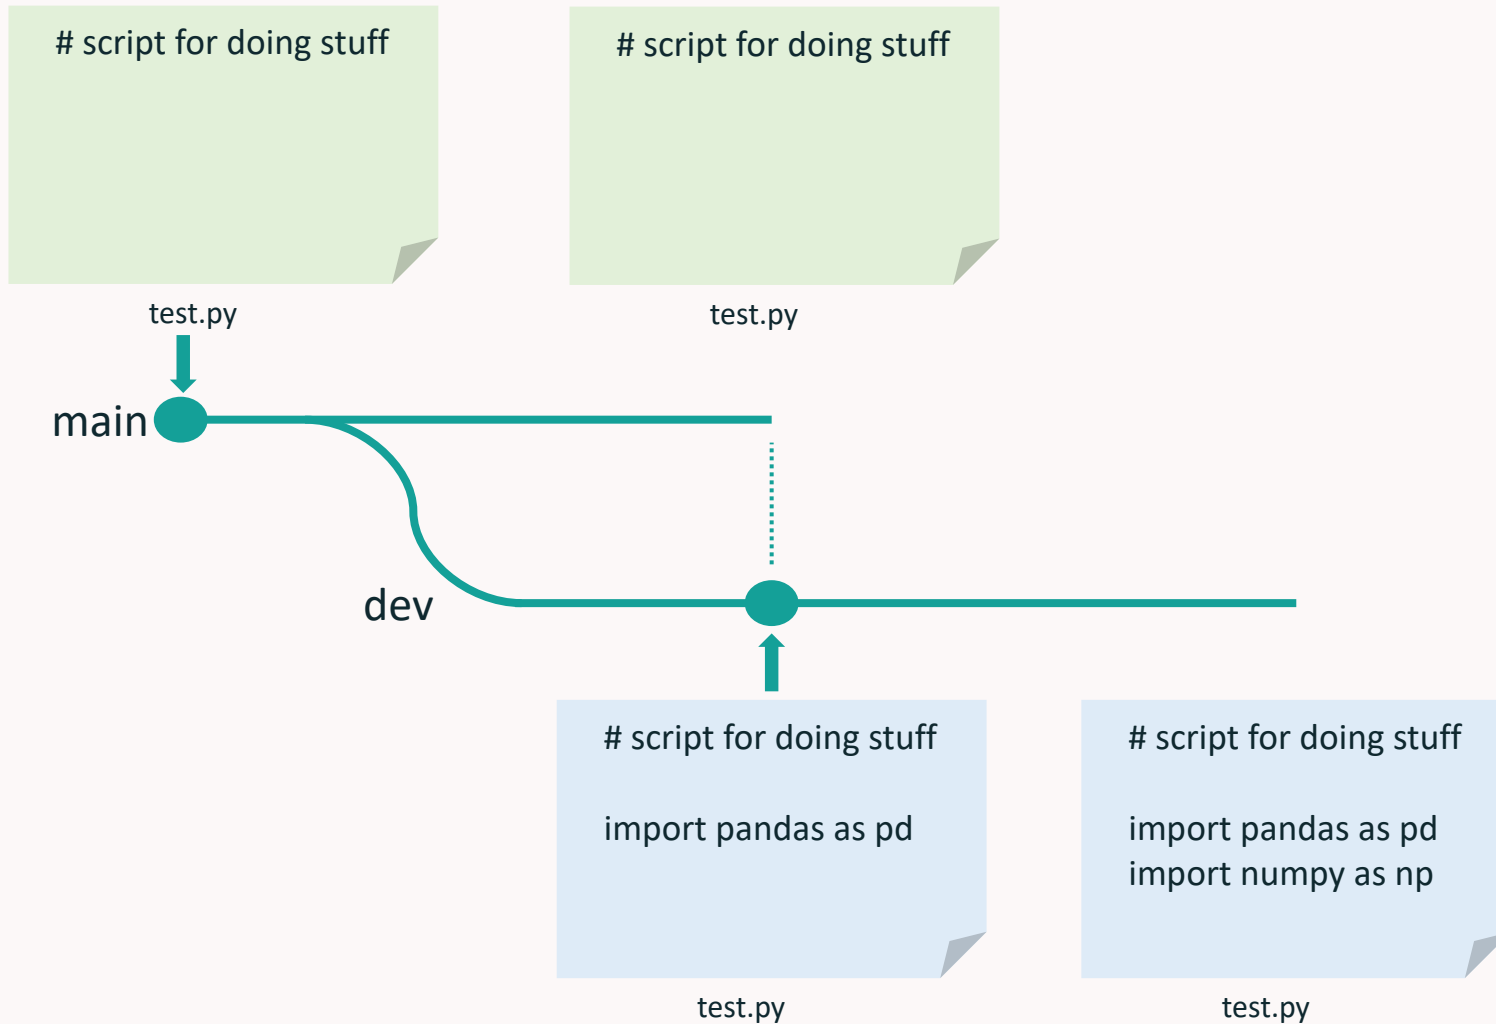 # script for doing stuff
# script for doing stuff
test.py
test.py
main
dev
# script for doing stuff
import pandas as pd
# script for doing stuff
import pandas as pd
import numpy as np
test.py
test.py